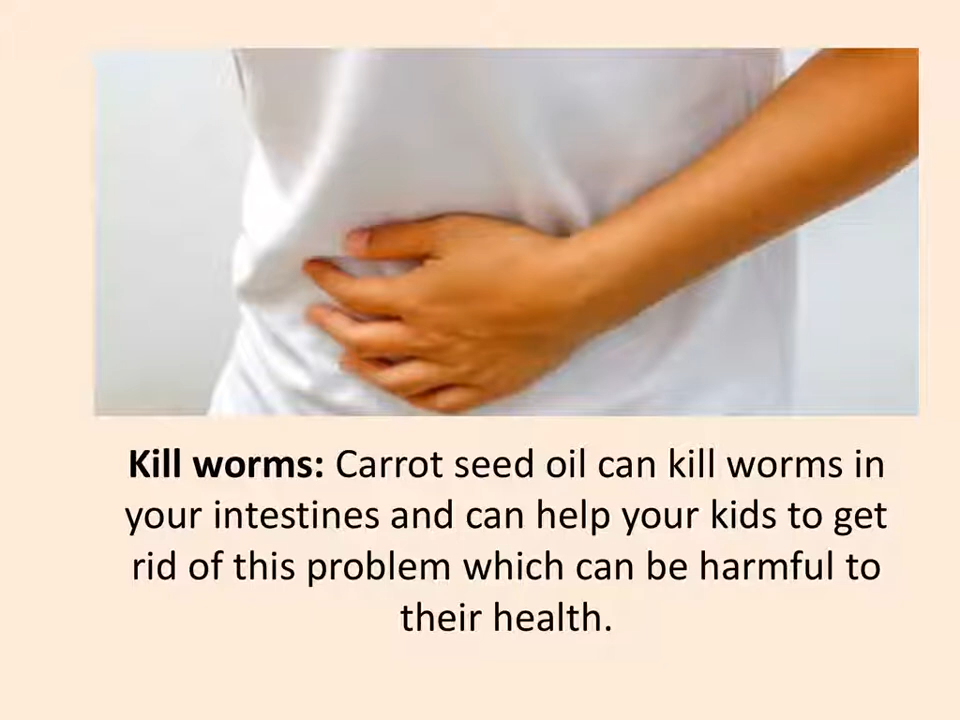 Kill worms: Carrot seed oil can kill worms in
your intestines and can help your kids to get
rid of this problem which can be harmful to
their health.